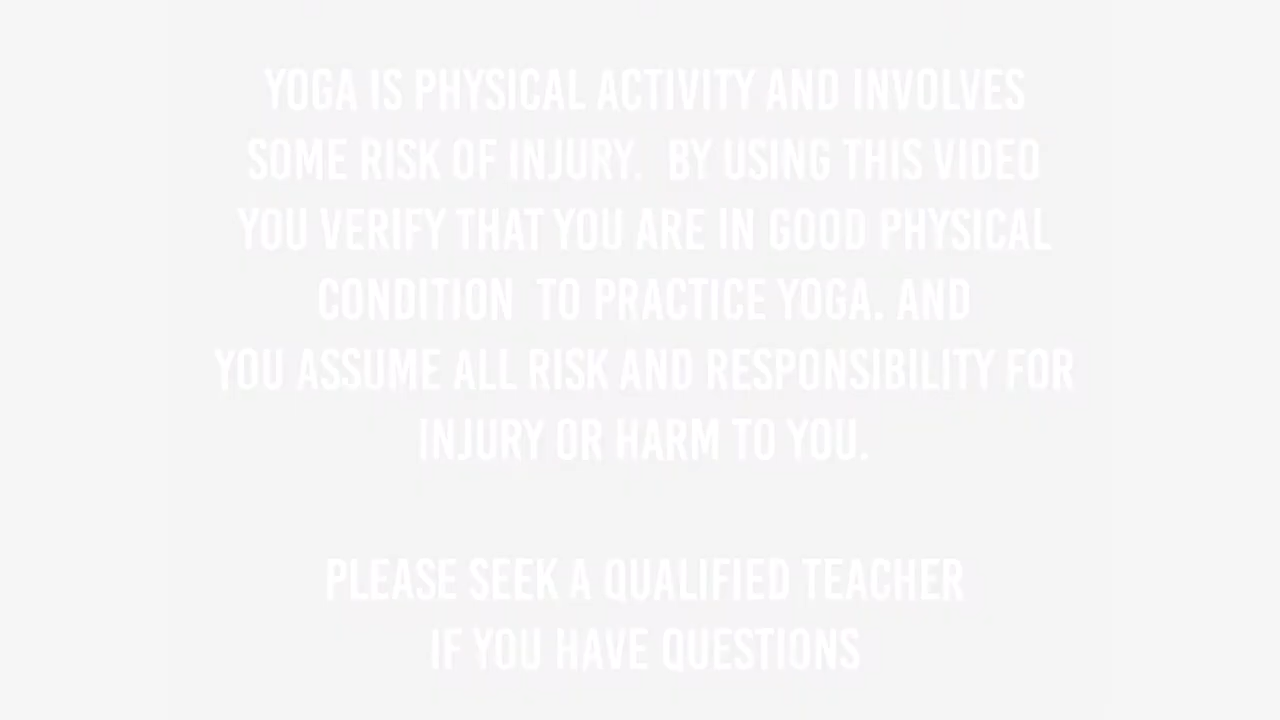 YOGA IS PHYSICAL ACTIVITY AND INVOLVES
SOME RISK OF INJURY.  BY USING THIS VIDEO
YOU VERIFY THAT YOU ARE IN GOOD PHYSICAL
CONDITION  TO PRACTICE YOGA. AND
YOU ASSUME ALL RISK AND RESPONSIBILITY FOR
INJURY OR HARM TO YOU.
PLEASE SEEK A QUALIFIED TEACHER
IF YOU HAVE QUESTIONS